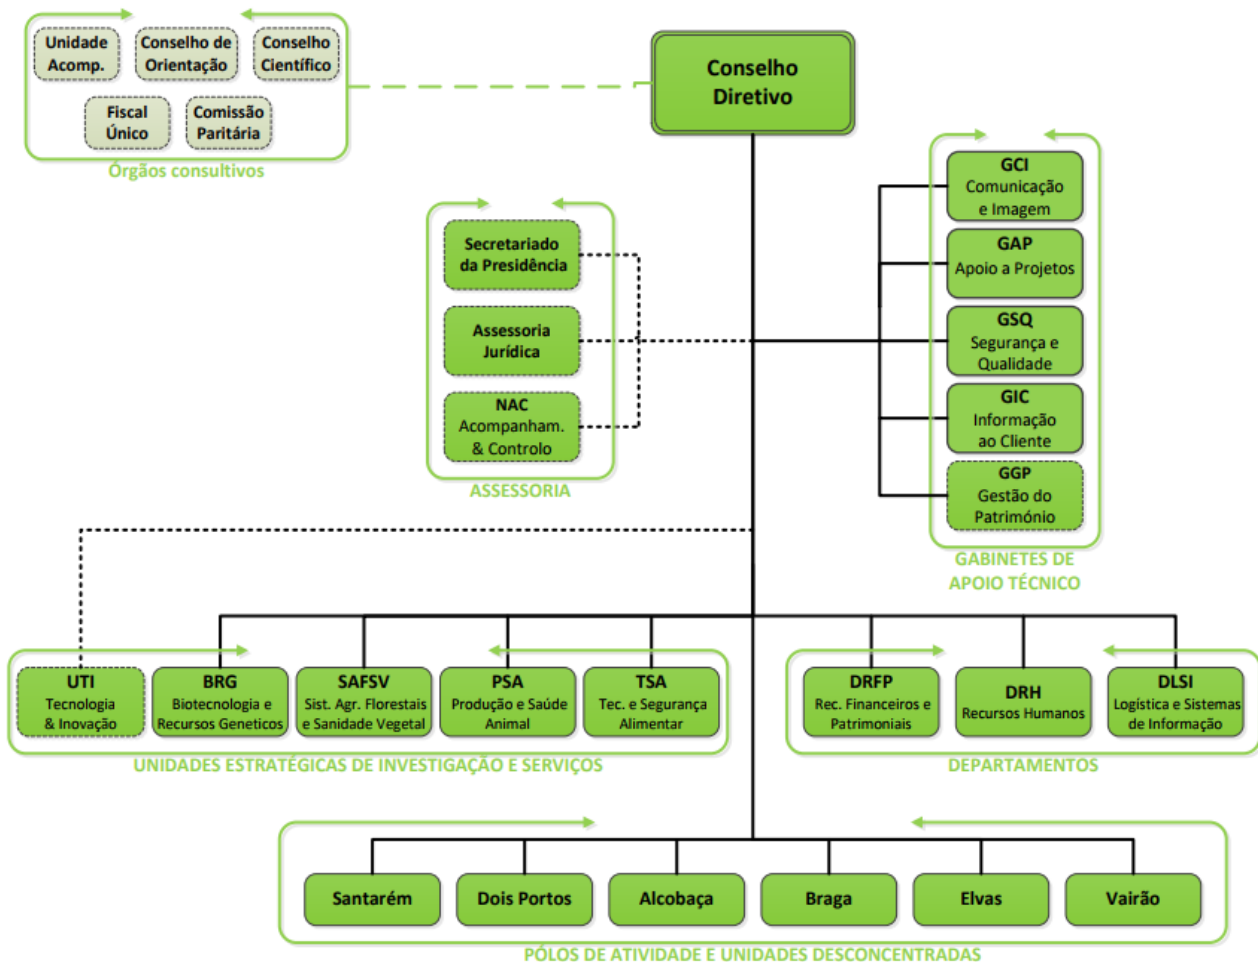 Unidade
Acomp.
Conselho de
Orientação
Conselho
Científico
Fiscal
Único
Comissão
Paritária
Órgãos consultivos
Conselho
Diretivo
GCI
Comunicação
e Imagem
GAP
Apoio a Projetos
GSQ
Segurança e
Qualidade
GIC
Informação
ao Cliente
GGP
Gestão do
Património
GABINETES DE
APOIO TÉCNICO
Secretariado
da Presidência
Assessoria
Jurídica
NAC
Acompanham.
& Controlo
ASSESSORIA
UTI
Tecnologia
& Inovação
BRG
Biotecnologia e
Recursos Geneticos
SAFSV
Sist. Agr. Florestais
e Sanidade Vegetal
PSA
Produção e Saúde
Animal
TSA
Tec. e Segurança
Alimentar
UNIDADES ESTRATÉGICAS DE INVESTIGAÇÃO E SERVIÇOS
DRFP
Rec. Financeiros e
Patrimoniais
DRH
Recursos Humanos
DLSI
Logística e Sistemas
de Informação
DEPARTAMENTOS
Santarém
Dois Portos
Alcobaça
Braga
Elvas
Vairão
PÓLOS DE ATIVIDADE E UNIDADES DESCONCENTRADAS